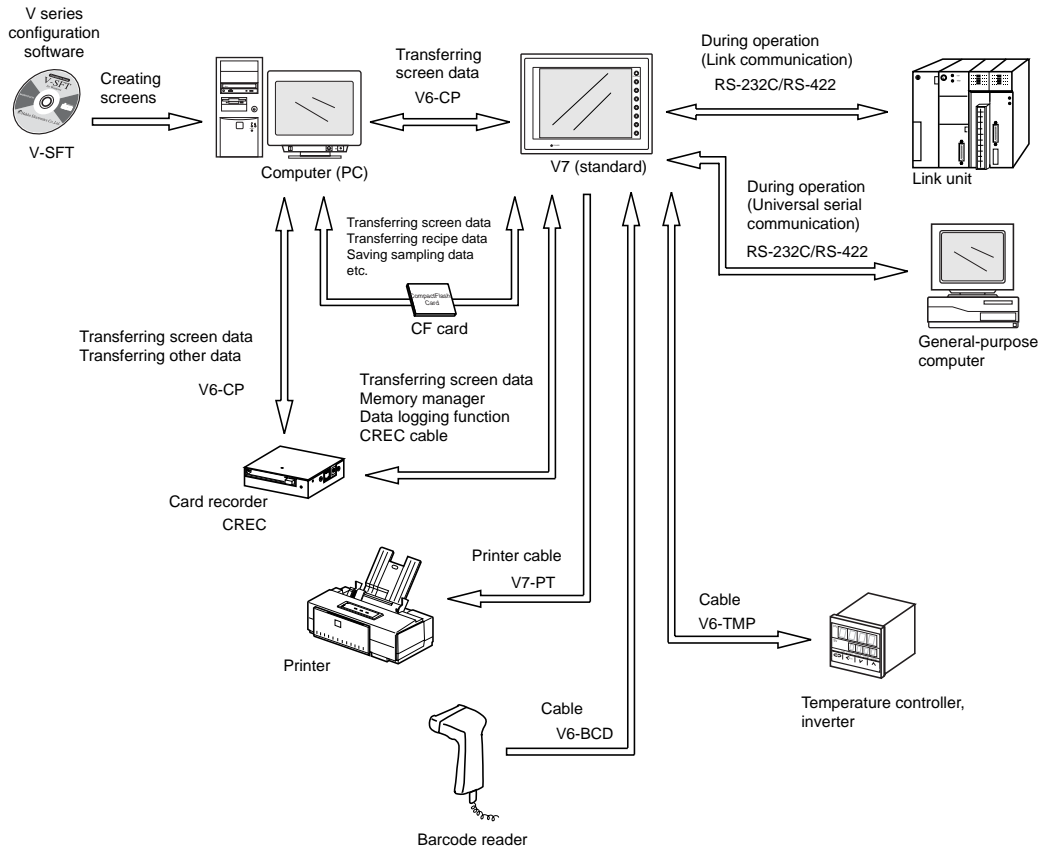 V series
configuration
software
V-SFT
Creating
screens
V-SFT
Computer (PC)
Transferring
screen data
V6-CP
V7 (standard)
During operation
(Link communication)
RS-232C/RS-422
Link unit
During operation
(Universal serial
communication)
RS-232C/RS-422
General-purpose
computer
Transferring screen data
Transferring recipe data
Saving sampling data
etc.
CompactFlash
Card
CF card
Transferring screen data
Transferring other data
V6-CP
Transferring screen data
Memory manager
Data logging function
CREC cable
Card recorder
CREC
Printer cable
V7-PT
Printer
Cable
V6-TMP
Temperature controller,
inverter
Cable
V6-BCD
Barcode reader